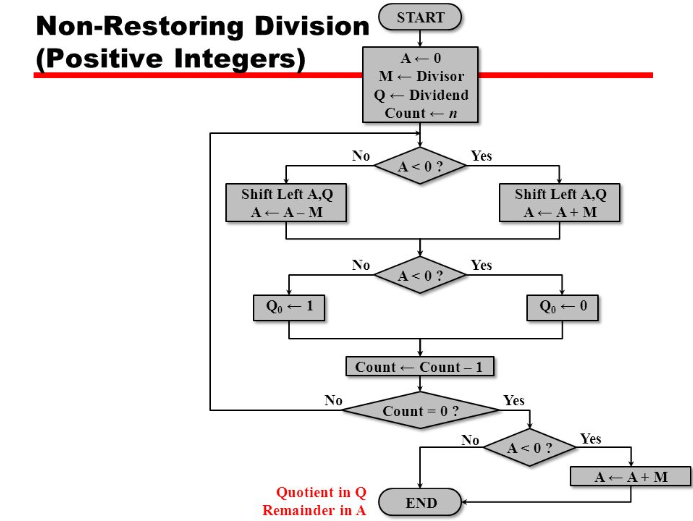 Non-Restoring Division
(Positive Integers)
START
A ← 0
M ← Divisor
Q ← Dividend
Count ← n
No
A < 0 ?
Yes
Shift Left A,Q
A ← A – M
Shift Left A,Q
A ← A + M
No
A < 0 ?
Yes
Q₀ ← 1
Q₀ ← 0
Count ← Count – 1
No
Count = 0 ?
Yes
No
A < 0 ?
Yes
A ← A + M
Quotient in Q
Remainder in A
END